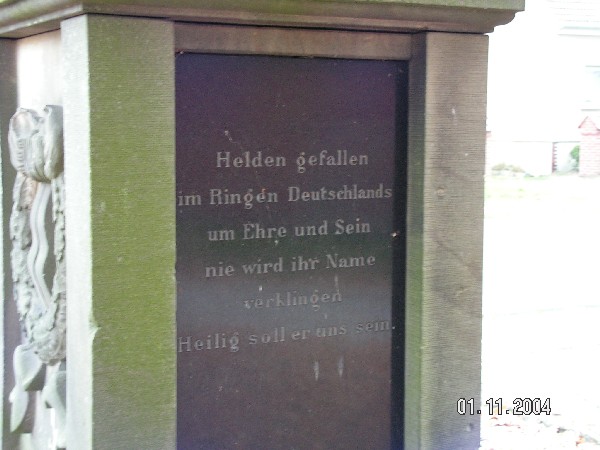 Helden gefallen
im Ringen Deutschlands
um Ehre und Sein
nie wird ihr Name
verklingen
Heilig soll er uns sein.
01.11.2004